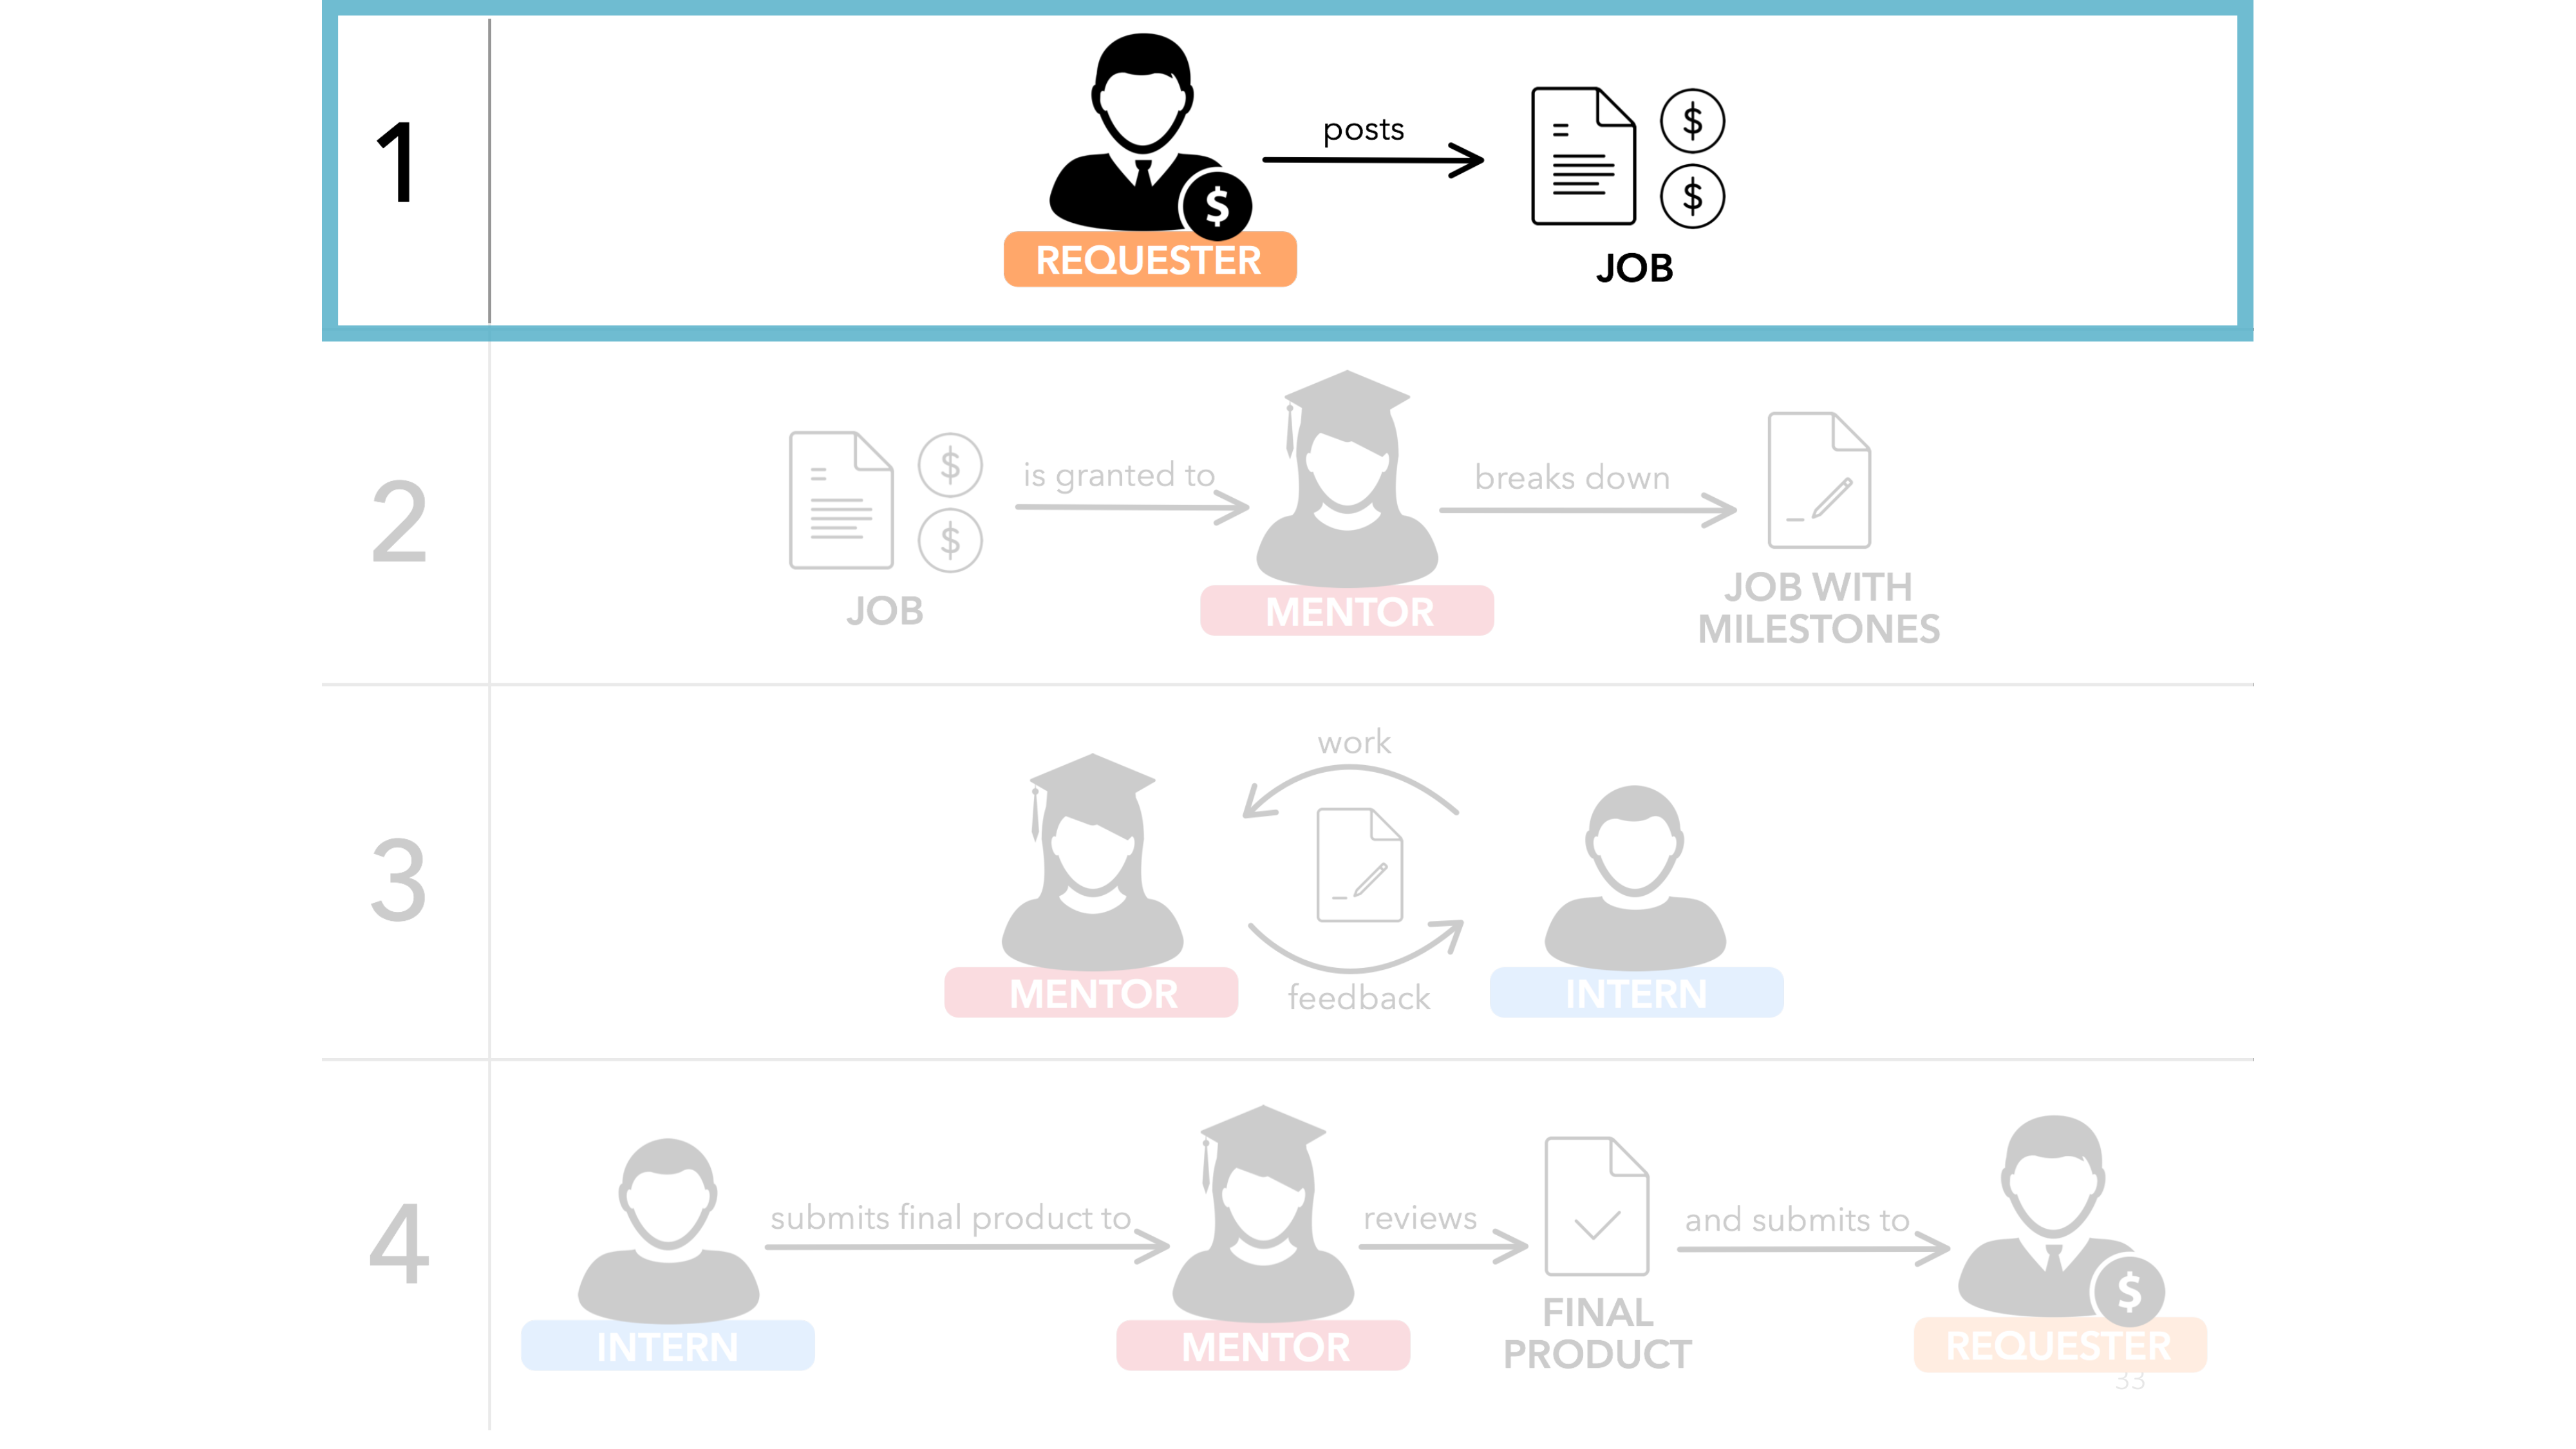 1
posts
$
$
$
REQUESTER
JOB
2
$
$
is granted to
breaks down
JOB
MENTOR
JOB WITH
MILESTONES
3
work
MENTOR
feedback
INTERN
4
submits final product to
reviews
and submits to
$
INTERN
MENTOR
FINAL
PRODUCT
REQUESTER
33